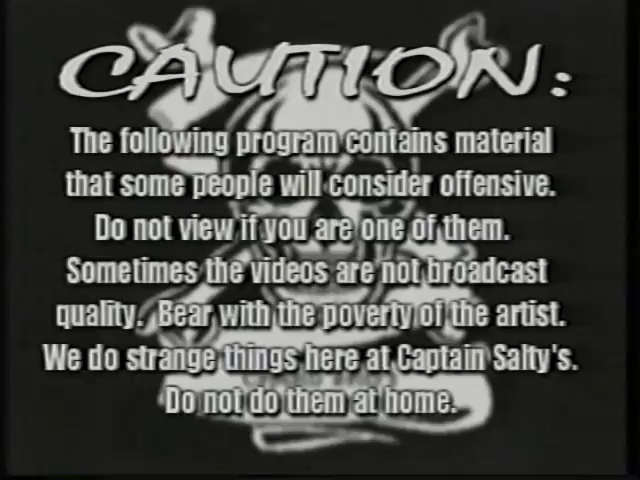 CAUTION:
The following program contains material
that some people will consider offensive.
Do not view if you are one of them.
Sometimes the videos are not broadcast
quality. Bear with the poverty of the artist.
We do strange things here at Captain Salty's.
Do not do them at home.